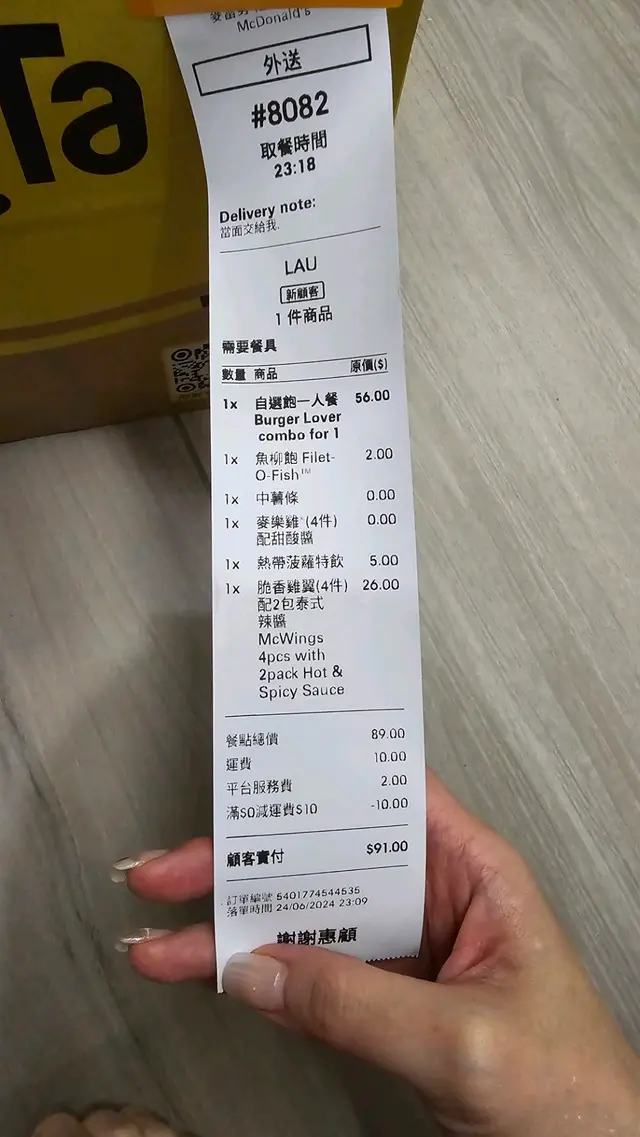 Ta
McDonald's
外送
#8082
取餐時間
23:18
Delivery note:
當面交給我.
LAU
新顧客
1 件商品
需要餐具
數量 商品 原價($)
1x 自選飽一人餐 56.00
Burger Lover
combo for 1
1x 魚柳飽 Filet- 2.00
O-Fish™
1x 中薯條 0.00
1x 麥樂雞®(4件) 0.00
配甜酸醬
1x 熱帶菠蘿特飲 5.00
1x 脆香雞翼(4件) 26.00
配2包泰式
辣醬
McWings
4pcs with
2pack Hot &
Spicy Sauce
餐點總價 89.00
運費 10.00
平台服務費 2.00
滿$0減運費$10 -10.00
顧客實付 $91.00
訂單編號 5401774544535
落單時間 24/06/2024 23:09
謝謝惠顧